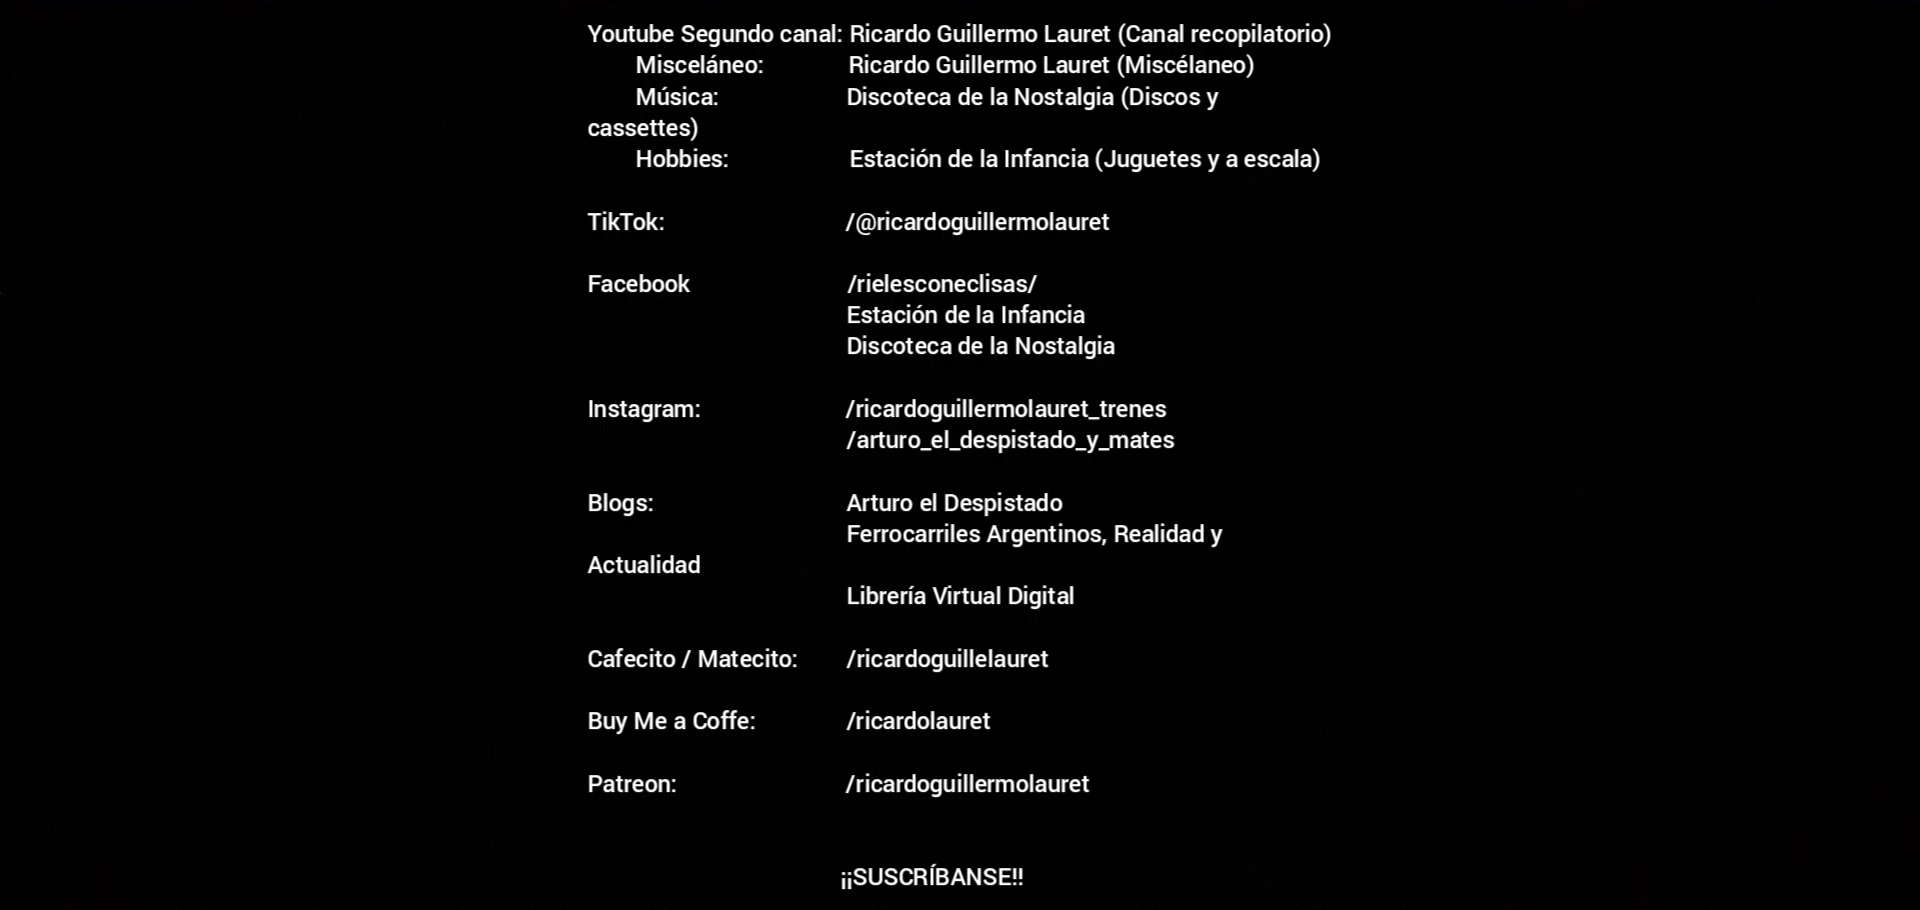 Youtube Segundo canal: Ricardo Guillermo Lauret (Canal recopilatorio)
Misceláneo: Ricardo Guillermo Lauret (Miscélaneo)
Música: Discoteca de la Nostalgia (Discos y
cassettes)
Hobbies: Estación de la Infancia (Juguetes y a escala)
TikTok: /@ricardoguillermolauret
Facebook /rielesconeclisas/
Estación de la Infancia
Discoteca de la Nostalgia
Instagram: /ricardoguillermolauret_trenes
/arturo_el_despistado_y_mates
Blogs: Arturo el Despistado
Ferrocarriles Argentinos, Realidad y
Actualidad
Librería Virtual Digital
Cafecito / Matecito: /ricardoguillelauret
Buy Me a Coffe: /ricardolauret
Patreon: /ricardoguillermolauret
¡¡SUSCRÍBANSE!!